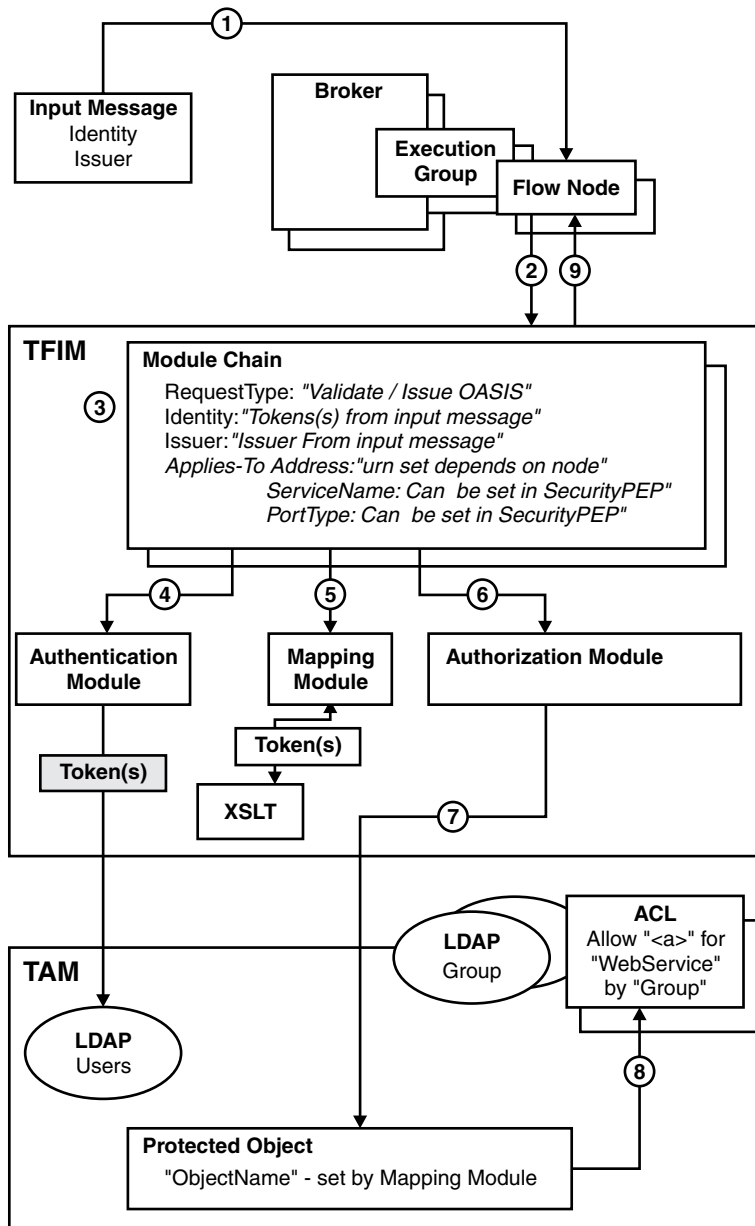 1
Input Message
Identity
Issuer
Broker
Execution
Group
Flow Node
2
9
TFIM
Module Chain
3
RequestType: "Validate / Issue OASIS"
Identity:"Tokens(s) from input message"
Issuer:"Issuer From input message"
Applies-To Address:"urn set depends on node"
ServiceName: Can be set in SecurityPEP"
PortType: Can be set in SecurityPEP"
4
5
6
Authentication
Module
Mapping
Module
Authorization Module
Token(s)
Token(s)
XSLT
7
TAM
LDAP
Group
ACL
Allow "<a>" for
"WebService"
by "Group"
LDAP
Users
8
Protected Object
"ObjectName" - set by Mapping Module